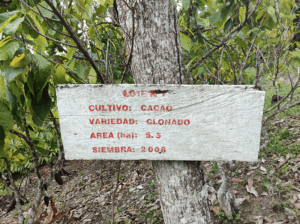 LOTE
CULTIVO: CACAO
VARIEDAD: CLONADO
AREA (ha): 5.5
SIEMBRA: 2008